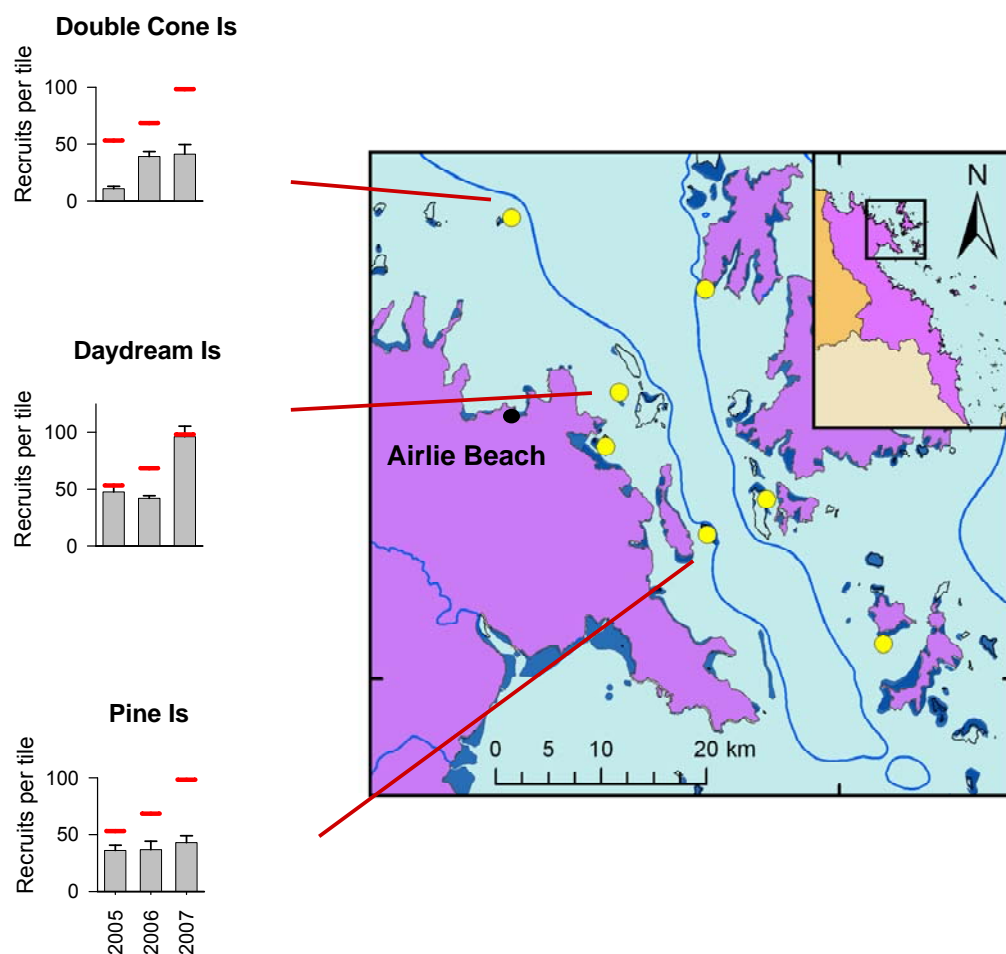 Double Cone Is
Recruits per tile
100
50
0
Daydream Is
Recruits per tile
100
50
0
Pine Is
Recruits per tile
100
50
0
2005
2006
2007
N
Airlie Beach
0 5 10 20 km